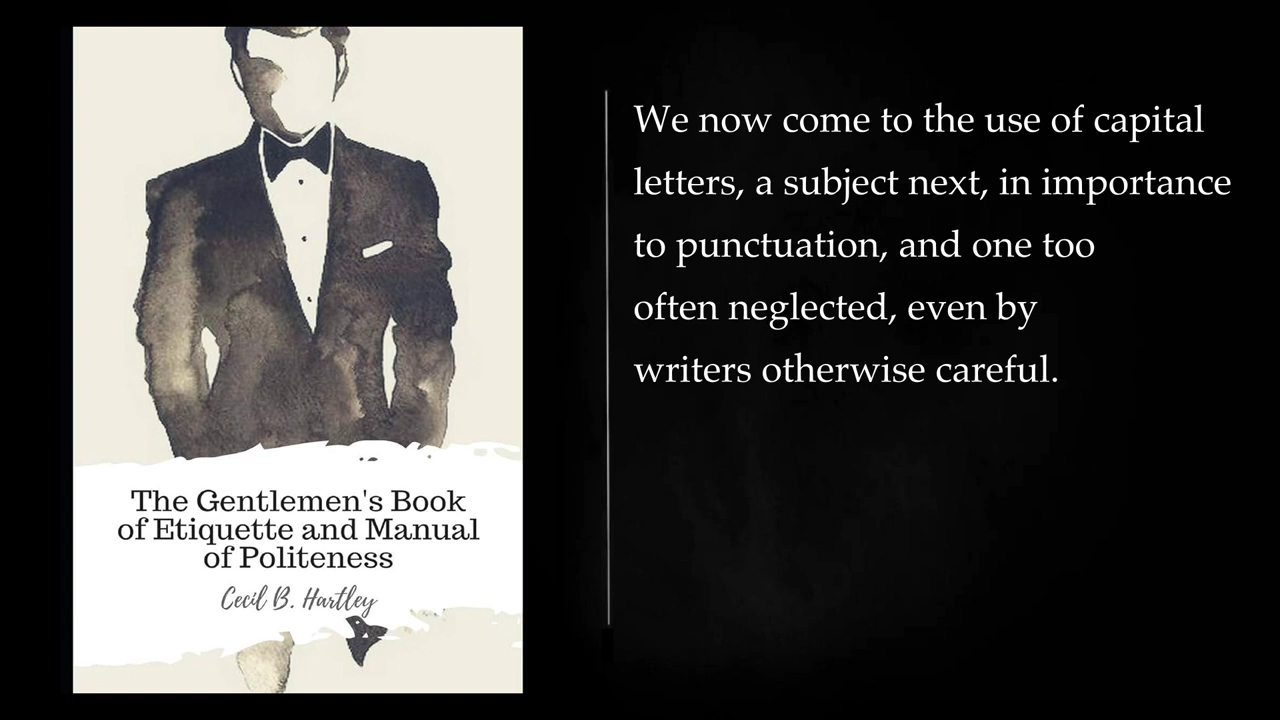 The Gentlemen's Book
of Etiquette and Manual
of Politeness
Cecil B. Hartley
We now come to the use of capital
letters, a subject next, in importance
to punctuation, and one too
often neglected, even by
writers otherwise careful.